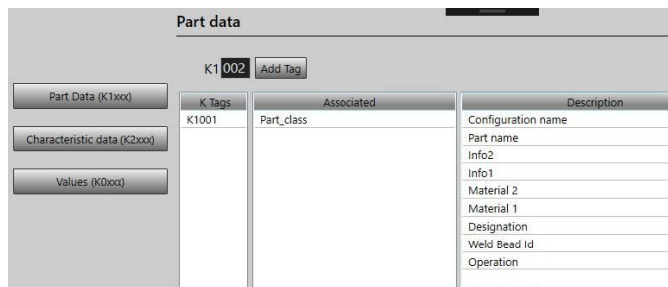 Part data
K1 002 Add Tag
Part Data (K1xxx)
Characteristic data (K2xxx)
Values (K0xxx)
K Tags Associated Description
K1001 Part_class Configuration name
Part name
Info2
Info1
Material 2
Material 1
Designation
Weld Bead Id
Operation